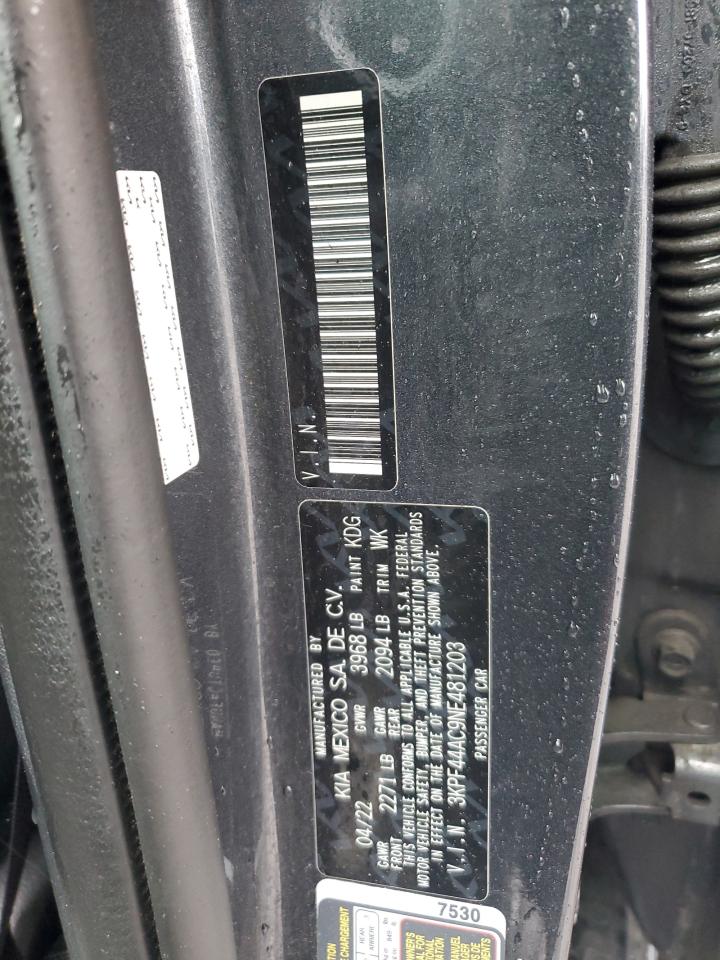 V.I.N.
MANUFACTURED BY
KIA MEXICO S.A. DE C.V.
04/22 GVWR 3968 LB PAINT KDG
GAWR FRONT 2271 LB GAWR REAR 2094 LB TRIM WK
THIS VEHICLE CONFORMS TO ALL APPLICABLE U.S.A. FEDERAL
MOTOR VEHICLE SAFETY, BUMPER, AND THEFT PREVENTION STANDARDS
IN EFFECT ON THE DATE OF MANUFACTURE SHOWN ABOVE.
V.I.N. 3KPF44AC9NE481203
PASSENGER CAR
7530
CHARGEMENT
REAR